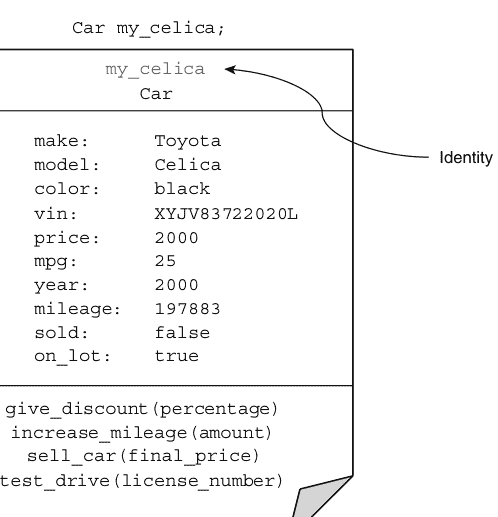 Car my_celica;
my_celica
Car
Identity
make: Toyota
model: Celica
color: black
vin: XYJV83722020L
price: 2000
mpg: 25
year: 2000
mileage: 197883
sold: false
on_lot: true
give_discount(percentage)
increase_mileage(amount)
sell_car(final_price)
test_drive(license_number)